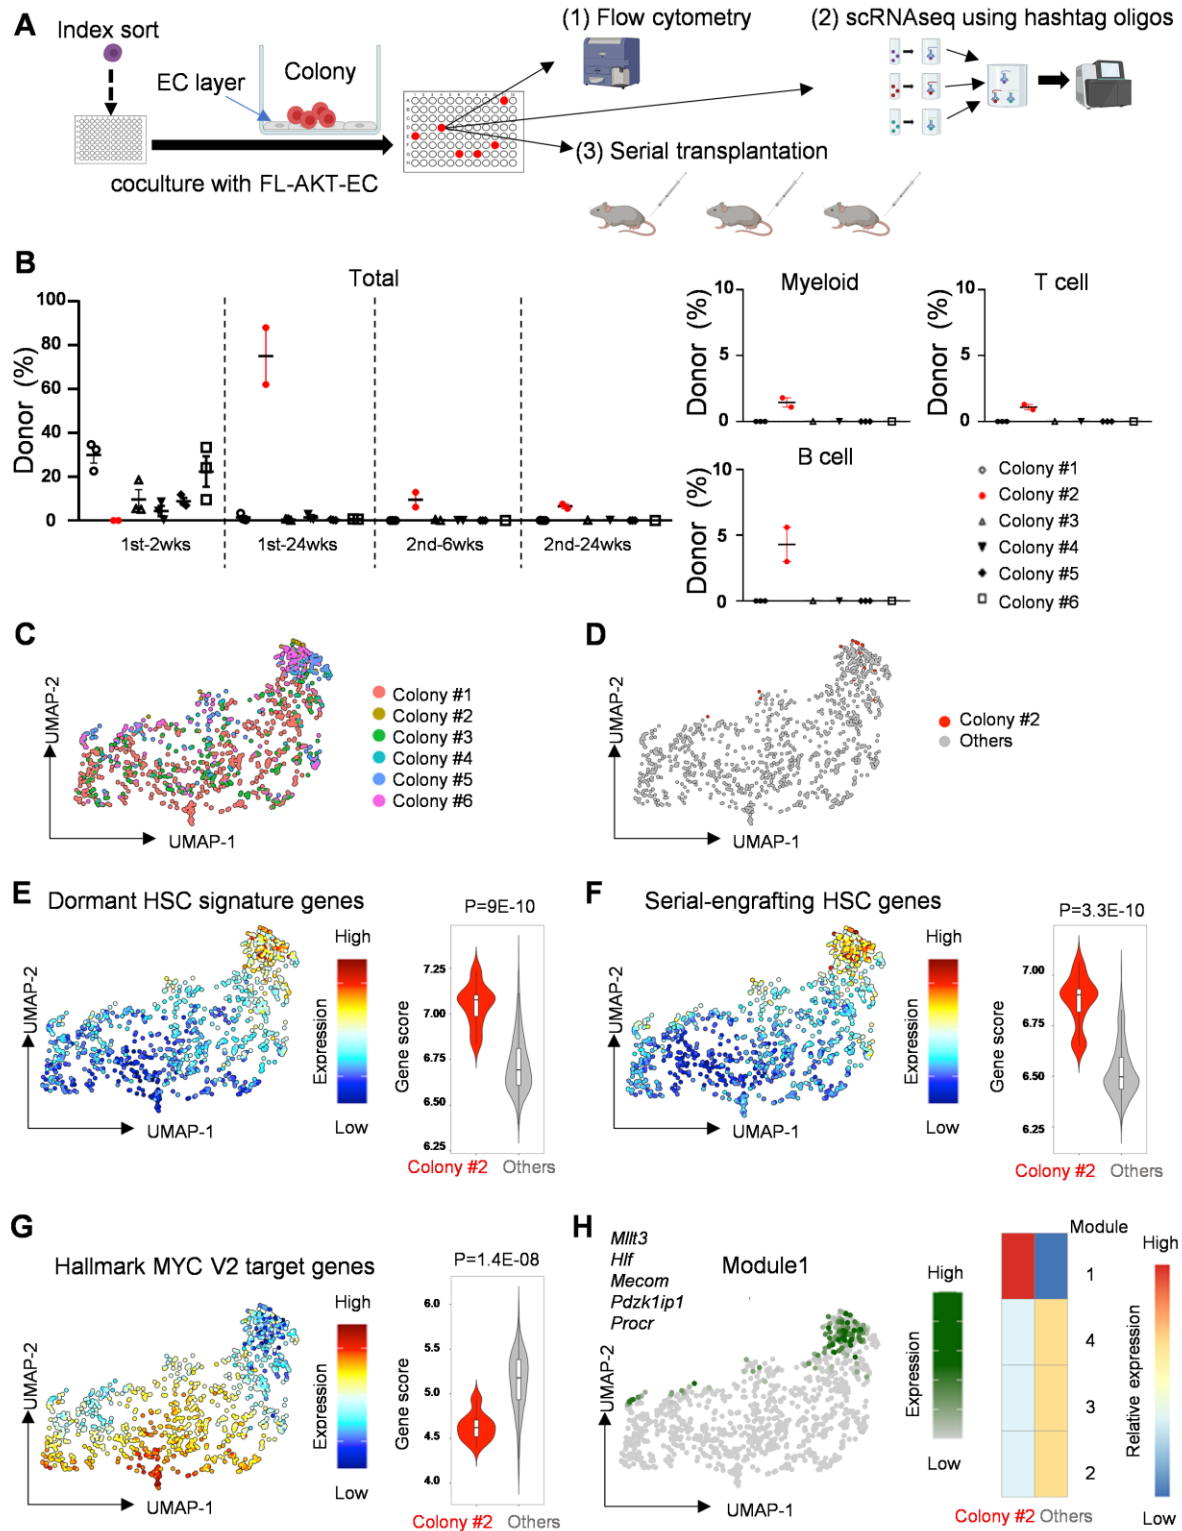 A
Index sort
EC layer
Colony
coculture with FL-AKT-EC
(1) Flow cytometry
(2) scRNAseq using hashtag oligos
(3) Serial transplantation
B
Total
Donor (%)
100
80
60
40
20
0
1st-2wks
1st-24wks
2nd-6wks
2nd-24wks
Myeloid
Donor (%)
10
5
0
T cell
Donor (%)
10
5
0
B cell
Donor (%)
10
5
0
Colony #1
Colony #2
Colony #3
Colony #4
Colony #5
Colony #6
C
UMAP-2
UMAP-1
Colony #1
Colony #2
Colony #3
Colony #4
Colony #5
Colony #6
D
UMAP-2
UMAP-1
Colony #2
Others
E
Dormant HSC signature genes
UMAP-2
UMAP-1
High
Expression
Low
P=9E-10
Gene score
7.25
7.00
6.75
6.50
6.25
Colony #2
Others
F
Serial-engrafting HSC genes
UMAP-2
UMAP-1
High
Expression
Low
P=3.3E-10
Gene score
7.00
6.75
6.50
6.25
Colony #2
Others
G
Hallmark MYC V2 target genes
UMAP-2
UMAP-1
High
Expression
Low
P=1.4E-08
Gene score
6.0
5.5
5.0
4.5
4.0
Colony #2
Others
H
Mllt3
Hlf
Mecom
Pdzk1ip1
Procr
Module1
UMAP-2
UMAP-1
High
Expression
Low
Module
1
4
3
2
Colony #2
Others
High
Relative expression
Low